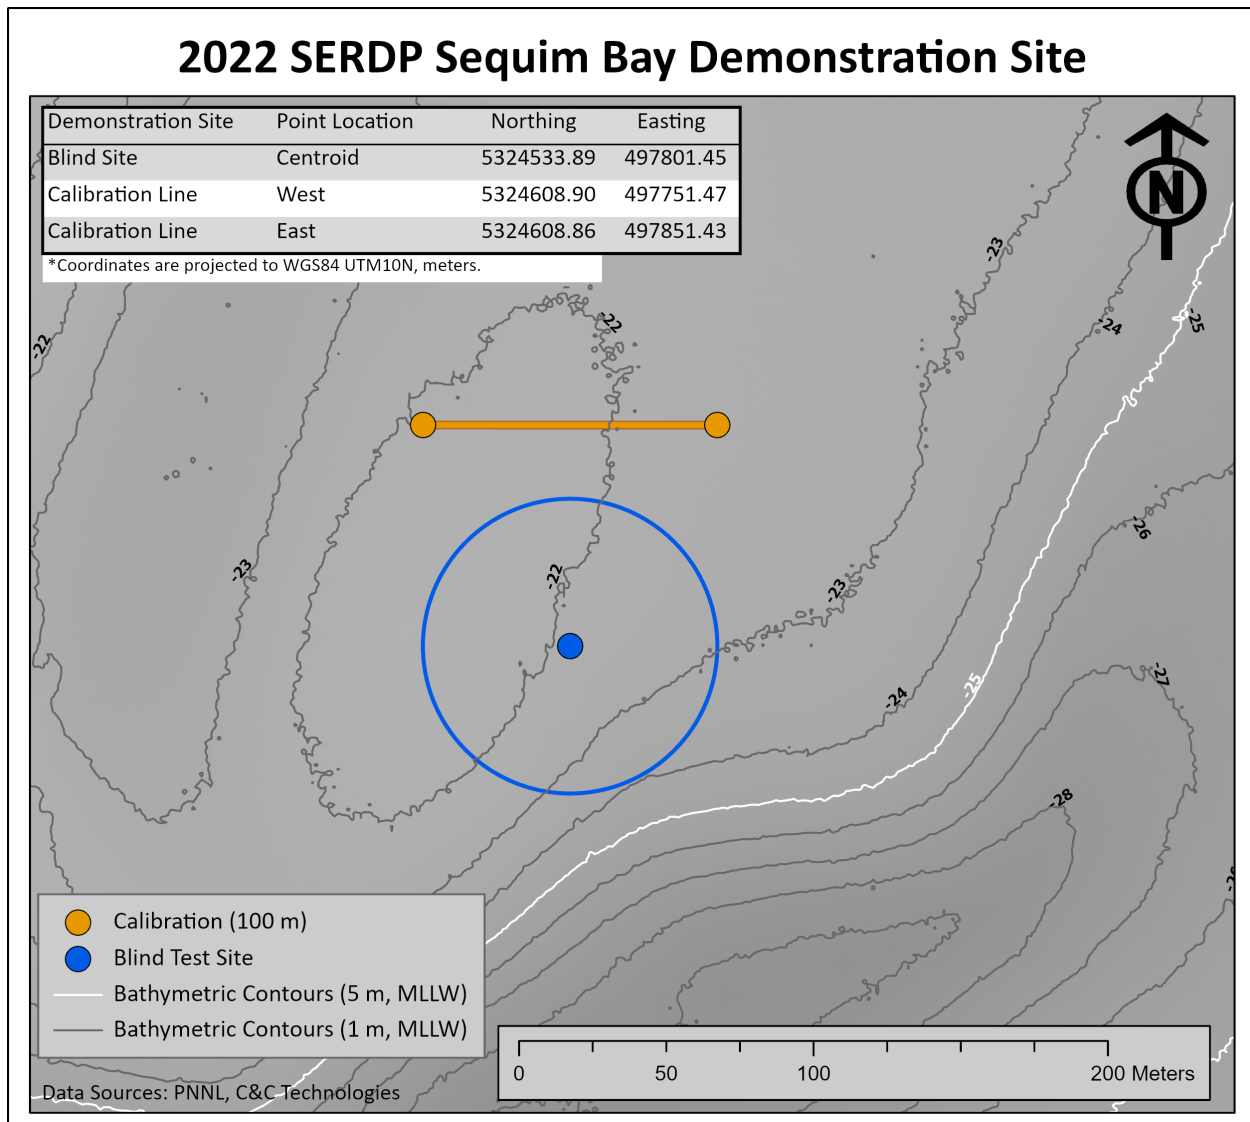 2022 SERDP Sequim Bay Demonstration Site
Demonstration Site Point Location Northing Easting
Blind Site Centroid 5324533.89 497801.45
Calibration Line West 5324608.90 497751.47
Calibration Line East 5324608.86 497851.43
*Coordinates are projected to WGS84 UTM10N, meters.
N
-23
-22
-24
-25
-22
-26
-23
-22
-23
-27
-25
-24
-28
Calibration (100 m)
Blind Test Site
Bathymetric Contours (5 m, MLLW)
Bathymetric Contours (1 m, MLLW)
0 50 100 200 Meters
Data Sources: PNNL, C&C Technologies